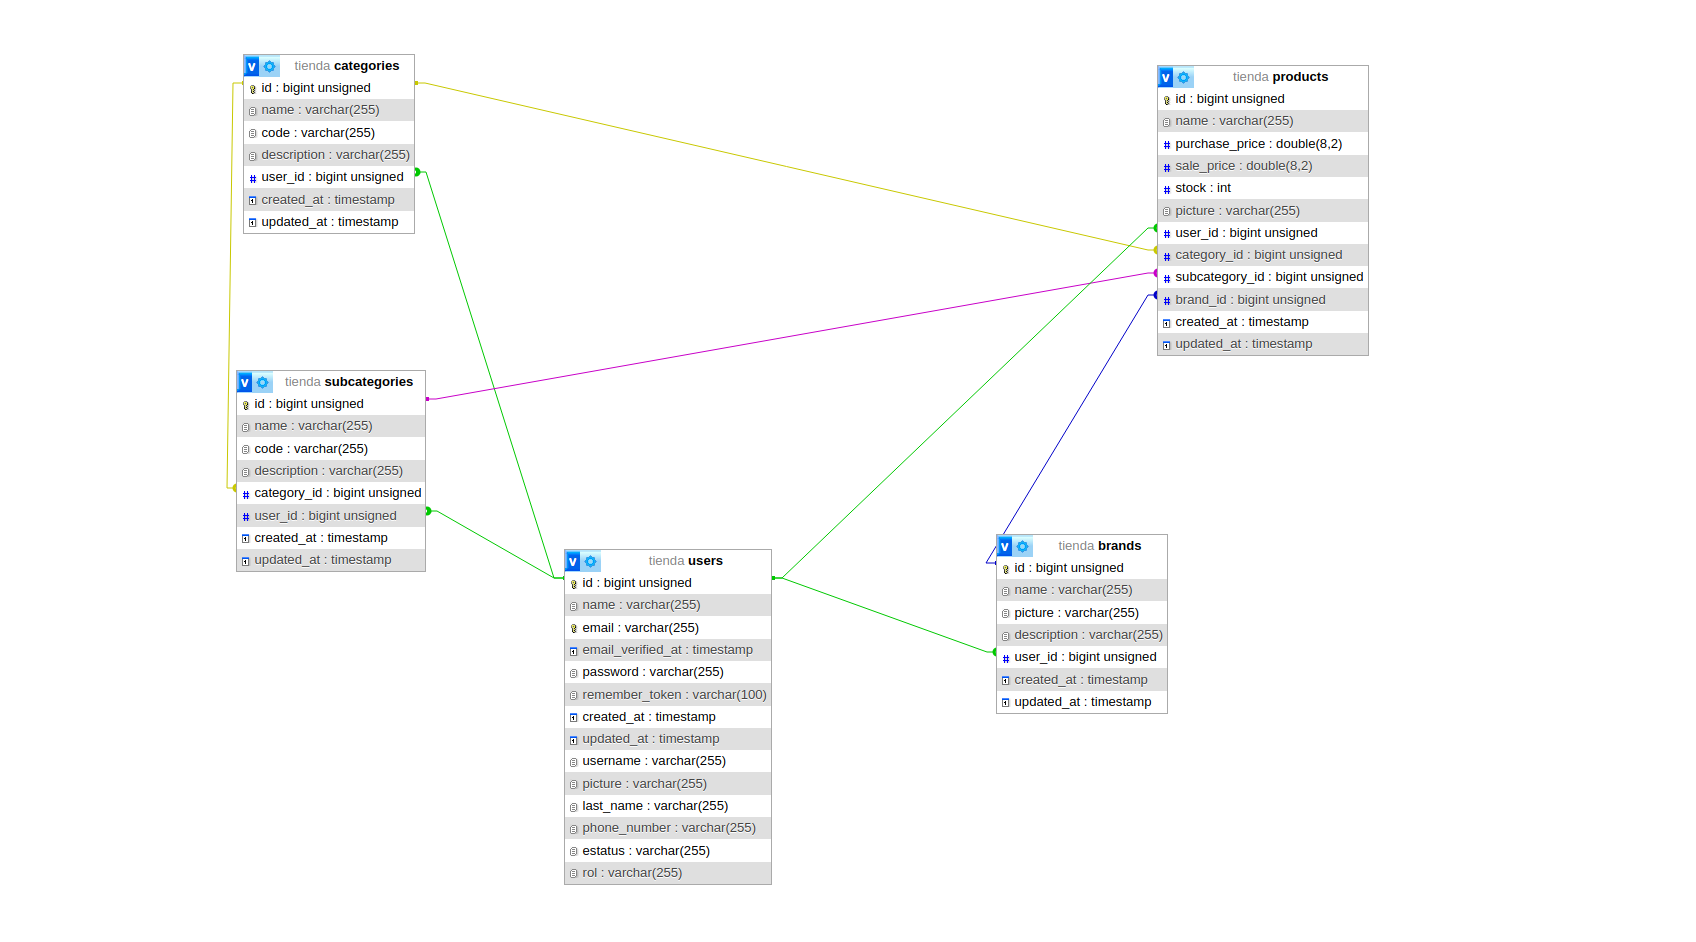 v tienda categories
id : bigint unsigned
name : varchar(255)
code : varchar(255)
description : varchar(255)
user_id : bigint unsigned
created_at : timestamp
updated_at : timestamp
v tienda products
id : bigint unsigned
name : varchar(255)
purchase_price : double(8,2)
sale_price : double(8,2)
stock : int
picture : varchar(255)
user_id : bigint unsigned
category_id : bigint unsigned
subcategory_id : bigint unsigned
brand_id : bigint unsigned
created_at : timestamp
updated_at : timestamp
v tienda subcategories
id : bigint unsigned
name : varchar(255)
code : varchar(255)
description : varchar(255)
category_id : bigint unsigned
user_id : bigint unsigned
created_at : timestamp
updated_at : timestamp
v tienda users
id : bigint unsigned
name : varchar(255)
email : varchar(255)
email_verified_at : timestamp
password : varchar(255)
remember_token : varchar(100)
created_at : timestamp
updated_at : timestamp
username : varchar(255)
picture : varchar(255)
last_name : varchar(255)
phone_number : varchar(255)
estatus : varchar(255)
rol : varchar(255)
v tienda brands
id : bigint unsigned
name : varchar(255)
picture : varchar(255)
description : varchar(255)
user_id : bigint unsigned
created_at : timestamp
updated_at : timestamp